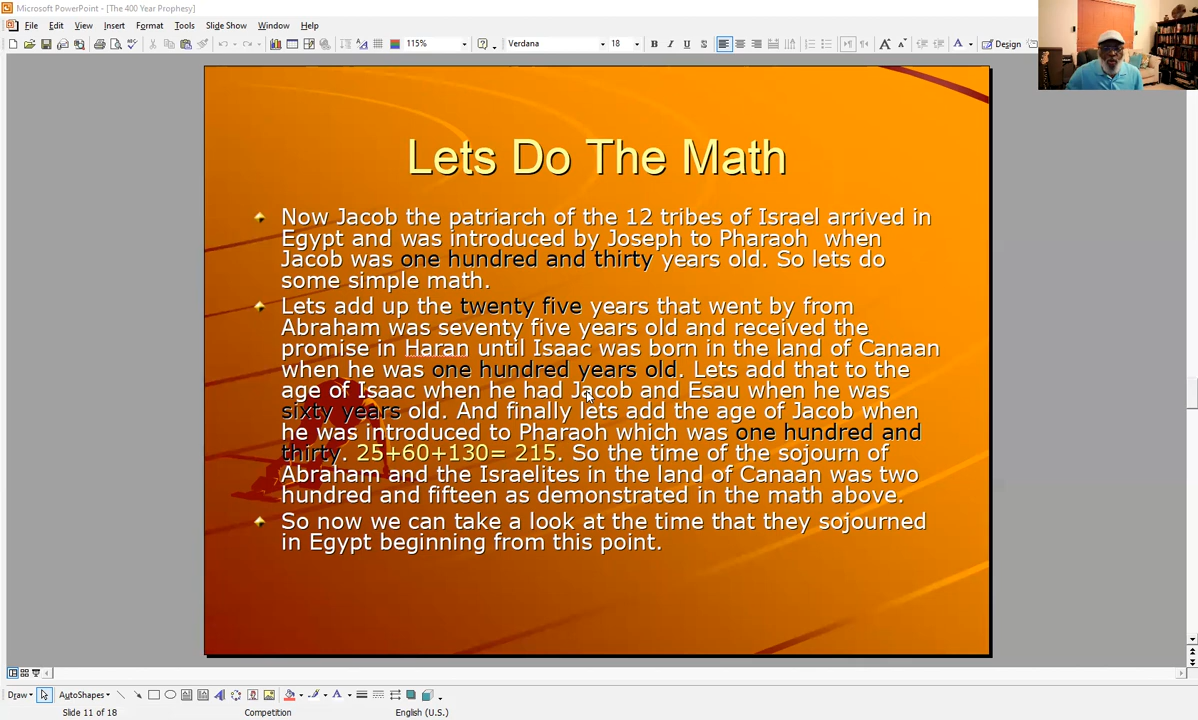 Microsoft PowerPoint - [The 400 Year Prophesy]
File Edit View Insert Format Tools Slide Show Window Help
115% Verdana 18 B I U S A A A Design
Lets Do The Math
Now Jacob the patriarch of the 12 tribes of Israel arrived in
Egypt and was introduced by Joseph to Pharaoh when
Jacob was one hundred and thirty years old. So lets do
some simple math.
Lets add up the twenty five years that went by from
Abraham was seventy five years old and received the
promise in Haran until Isaac was born in the land of Canaan
when he was one hundred years old. Lets add that to the
age of Isaac when he had Jacob and Esau when he was
sixty years old. And finally lets add the age of Jacob when
he was introduced to Pharaoh which was one hundred and
thirty. 25+60+130= 215. So the time of the sojourn of
Abraham and the Israelites in the land of Canaan was two
hundred and fifteen as demonstrated in the math above.
So now we can take a look at the time that they sojourned
in Egypt beginning from this point.
Draw AutoShapes A
Slide 11 of 18 Competition English (U.S.)